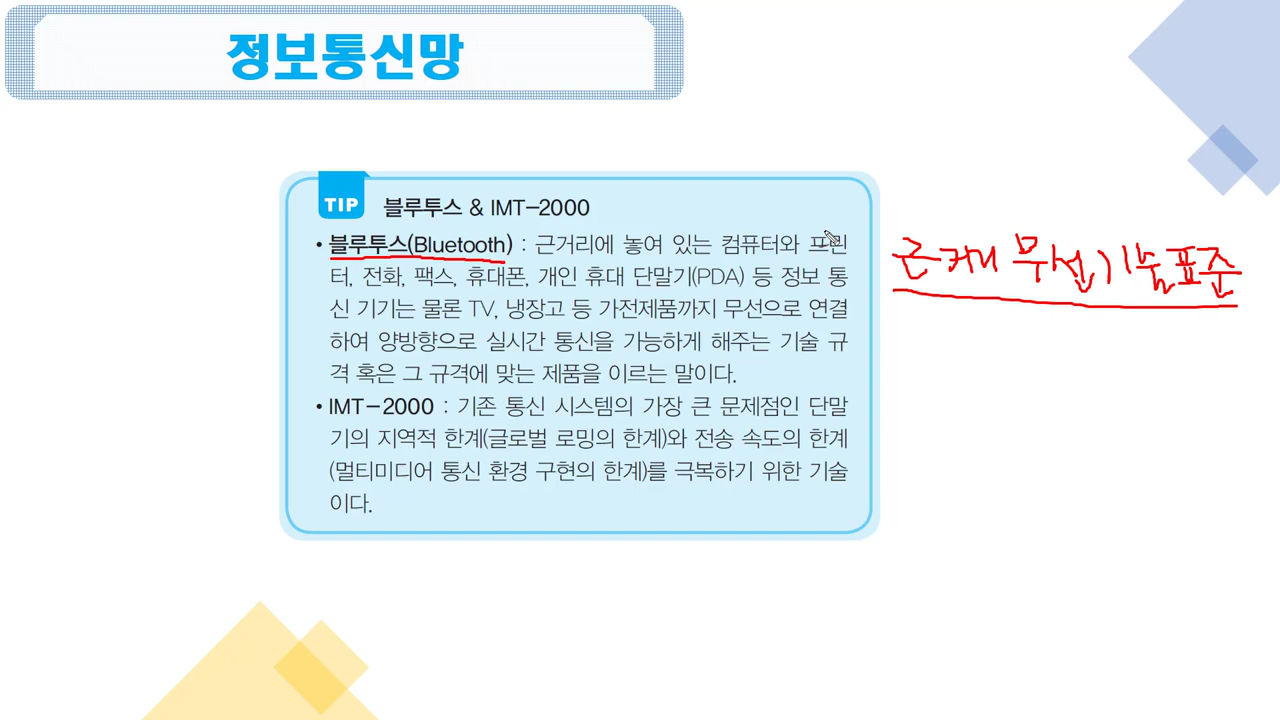 정보통신망
TIP 블루투스 & IMT-2000
• 블루투스(Bluetooth) : 근거리에 놓여 있는 컴퓨터와 프린
터, 전화, 팩스, 휴대폰, 개인 휴대 단말기(PDA) 등 정보 통
신 기기는 물론 TV, 냉장고 등 가전제품까지 무선으로 연결
하여 양방향으로 실시간 통신을 가능하게 해주는 기술 규
격 혹은 그 규격에 맞는 제품을 이르는 말이다.
• IMT-2000 : 기존 통신 시스템의 가장 큰 문제점인 단말
기의 지역적 한계(글로벌 로밍의 한계)와 전송 속도의 한계
(멀티미디어 통신 환경 구현의 한계)를 극복하기 위한 기술
이다.
무선 기술 표준